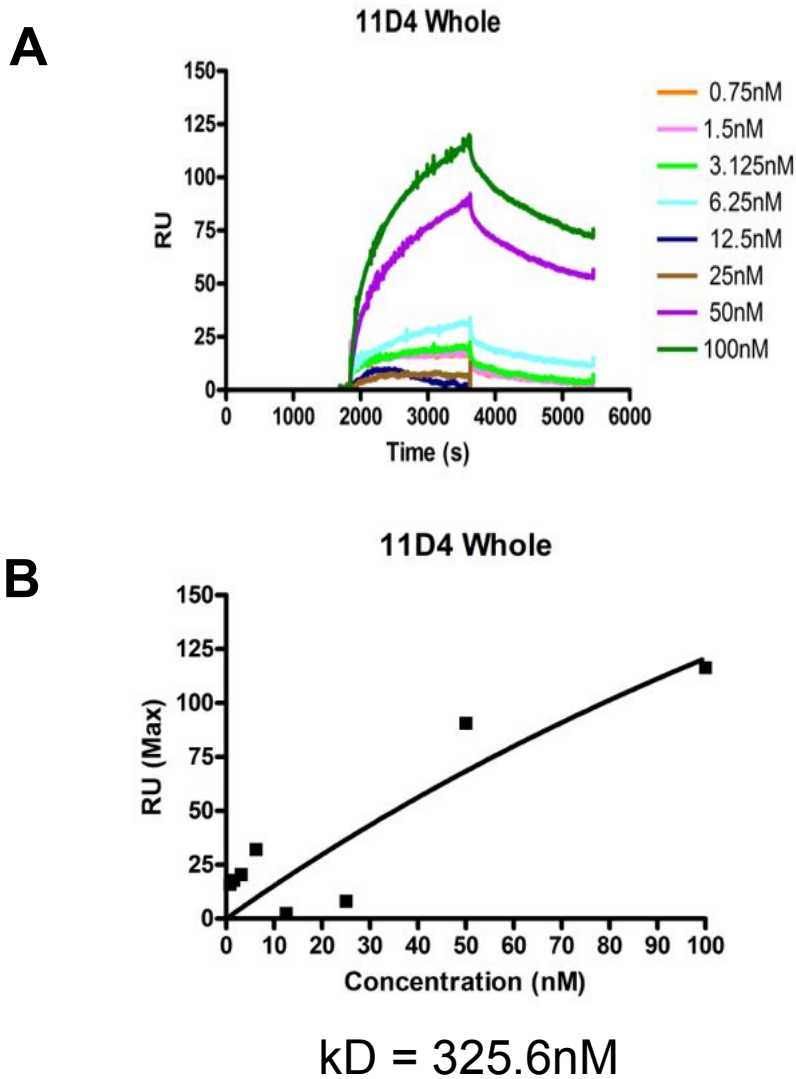 A
11D4 Whole
150
125
100
75
50
25
0
RU
0 1000 2000 3000 4000 5000 6000
Time (s)
0.75nM
1.5nM
3.125nM
6.25nM
12.5nM
25nM
50nM
100nM
B
11D4 Whole
150
125
100
75
50
25
0
RU (Max)
0 10 20 30 40 50 60 70 80 90 100
Concentration (nM)
kD = 325.6nM